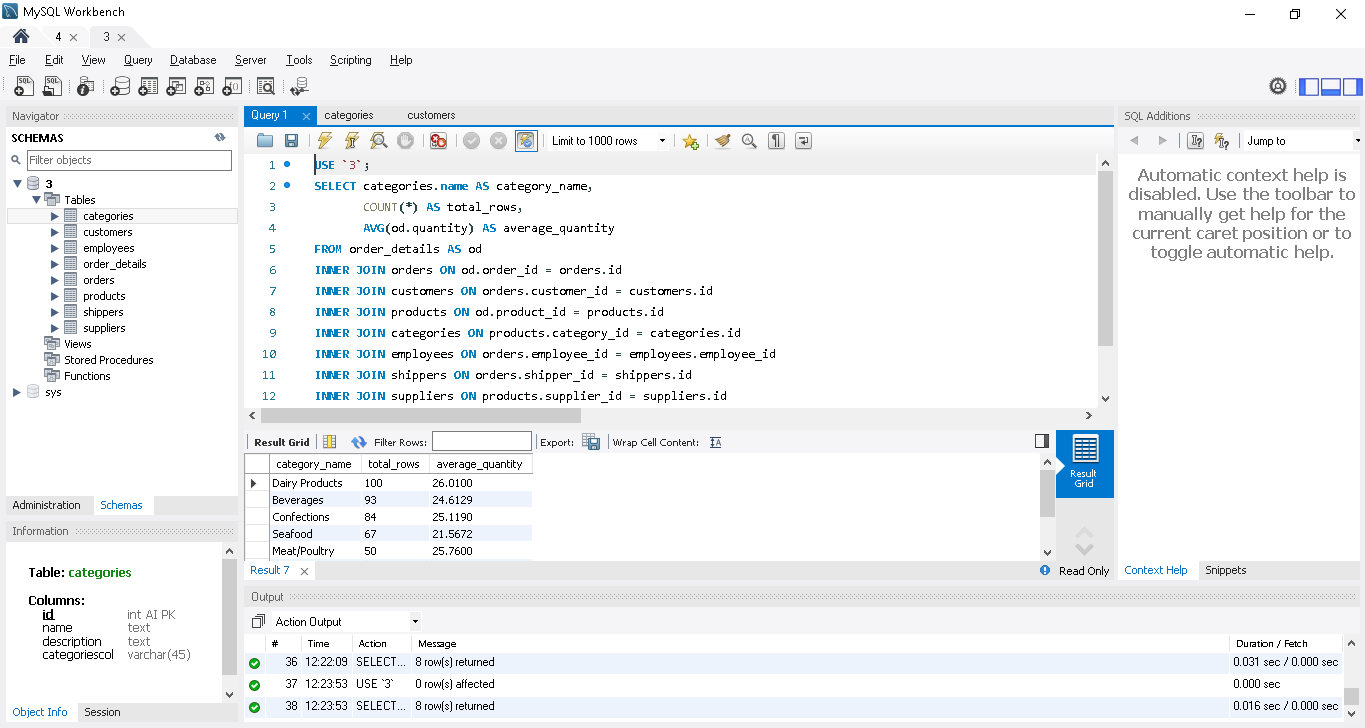 MySQL Workbench
4
3
File Edit View Query Database Server Tools Scripting Help
Navigator
SCHEMAS
Filter objects
3
Tables
categories
customers
employees
order_details
orders
products
shippers
suppliers
Views
Stored Procedures
Functions
sys
Administration Schemas
Information
Table: categories
Columns:
id int AI PK
name text
description text
categoriescol varchar(45)
Object Info Session
Query 1 categories customers
Limit to 1000 rows
1 USE `3`;
2 SELECT categories.name AS category_name,
3 COUNT(*) AS total_rows,
4 AVG(od.quantity) AS average_quantity
5 FROM order_details AS od
6 INNER JOIN orders ON od.order_id = orders.id
7 INNER JOIN customers ON orders.customer_id = customers.id
8 INNER JOIN products ON od.product_id = products.id
9 INNER JOIN categories ON products.category_id = categories.id
10 INNER JOIN employees ON orders.employee_id = employees.employee_id
11 INNER JOIN shippers ON orders.shipper_id = shippers.id
12 INNER JOIN suppliers ON products.supplier_id = suppliers.id
Result Grid Filter Rows: Export: Wrap Cell Content:
category_name total_rows average_quantity
Dairy Products 100 26.0100
Beverages 93 24.6129
Confections 84 25.1190
Seafood 67 21.5672
Meat/Poultry 50 25.7600
Result
Grid
Result 7
Read Only
SQL Additions
Jump to
Automatic context help is
disabled. Use the toolbar to
manually get help for the
current caret position or to
toggle automatic help.
Context Help Snippets
Output
Action Output
# Time Action Message Duration / Fetch
36 12:22:09 SELECT... 8 row(s) returned 0.031 sec / 0.000 sec
37 12:23:53 USE `3` 0 row(s) affected 0.000 sec
38 12:23:53 SELECT... 8 row(s) returned 0.016 sec / 0.000 sec